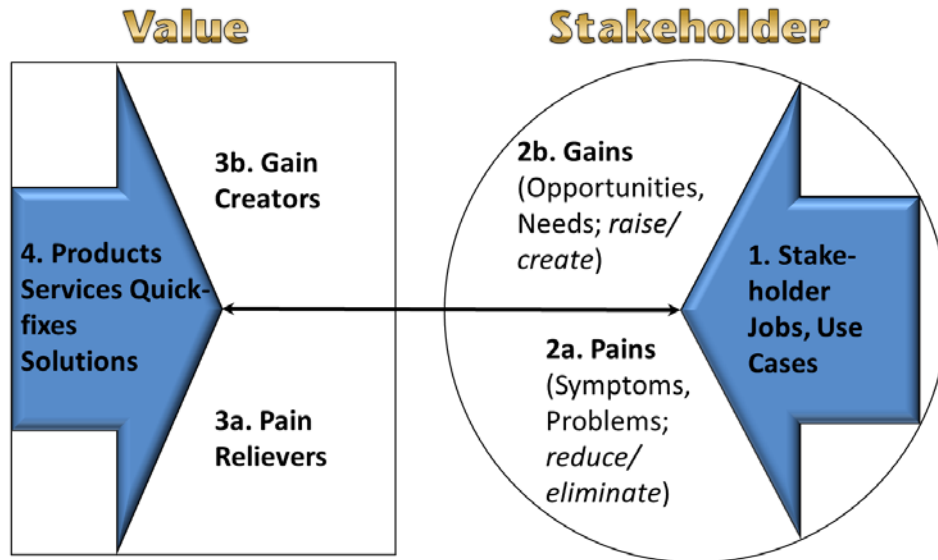 Value
Stakeholder
3b. Gain
Creators
2b. Gains
(Opportunities,
Needs; raise/
create)
4. Products
Services Quick-
fixes
Solutions
1. Stake-
holder
Jobs, Use
Cases
3a. Pain
Relievers
2a. Pains
(Symptoms,
Problems;
reduce/
eliminate)